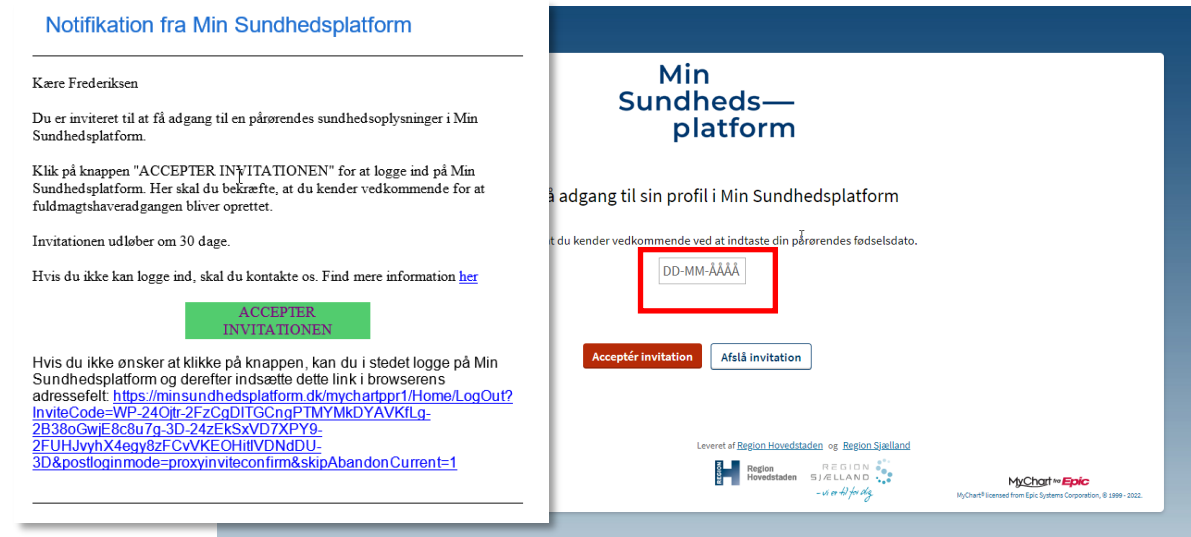 Notifikation fra Min Sundhedsplatform
Kære Frederiksen
Du er inviteret til at få adgang til en pårørendes sundhedsoplysninger i Min
Sundhedsplatform.
Klik på knappen "ACCEPTER INVITATIONEN" for at logge ind på Min
Sundhedsplatform. Her skal du bekræfte, at du kender vedkommende for at
fuldmagtshaveradgangen bliver oprettet.
Invitationen udløber om 30 dage.
Hvis du ikke kan logge ind, skal du kontakte os. Find mere information her
ACCEPTER
INVITATIONEN
Hvis du ikke ønsker at klikke på knappen, kan du i stedet logge på Min
Sundhedsplatform og derefter indsætte dette link i browserens
adressefelt: https://minsundhedsplatform.dk/mychartppr1/Home/LogOut?
InviteCode=WP-24Ojtr-2FzCgDITGCngPTMYMkDYAVKfLg-
2B38oGwjE8c8u7g-3D-24zEkSxVD7XPY9-
2FUHJvyhX4egy8zFCvVKEOHitlVDNdDU-
3D&postloginmode=proxyinviteconfirm&skipAbandonCurrent=1
Min
Sundheds—
platform
å adgang til sin profil i Min Sundhedsplatform
t du kender vedkommende ved at indtaste din pårørendes fødselsdato.
DD-MM-ÅÅÅÅ
Acceptér invitation
Afslå invitation
Leveret af Region Hovedstaden og Region Sjælland
REGION
Region
Hovedstaden
REGION
SJÆLLAND
- vi er til for dig
MyChart by Epic
MyChart® licensed from Epic Systems Corporation, © 1999 - 2022.